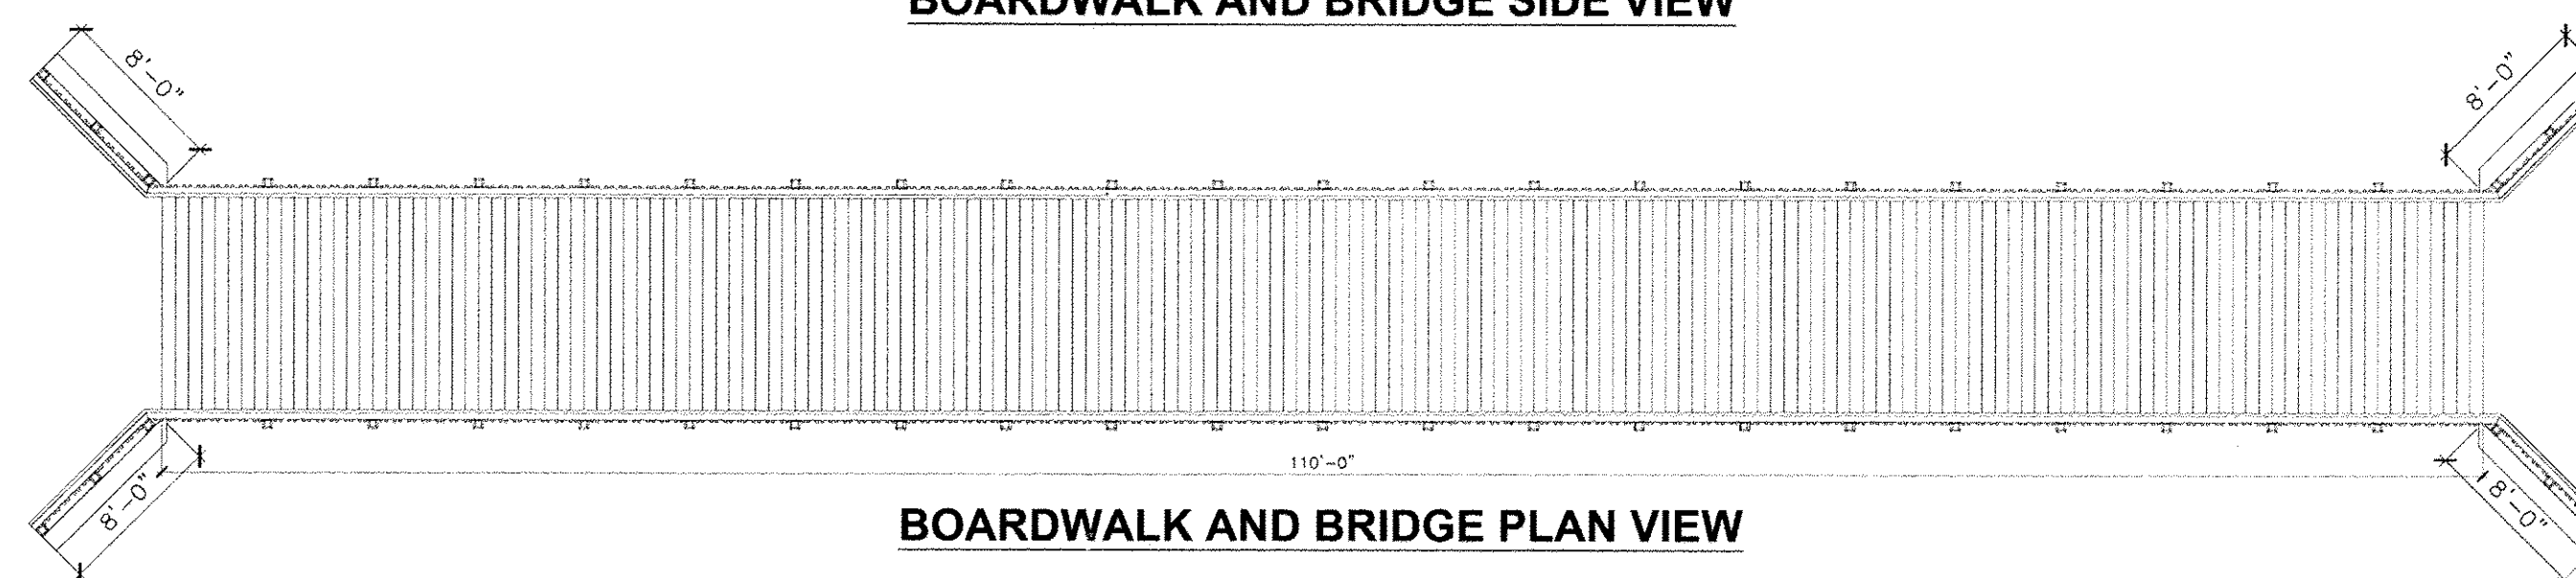 BOARDWALK AND BRIDGE SIDE VIEW
8'-0"
8'-0"
110'-0"
8'-0"
8'-0"
BOARDWALK AND BRIDGE PLAN VIEW